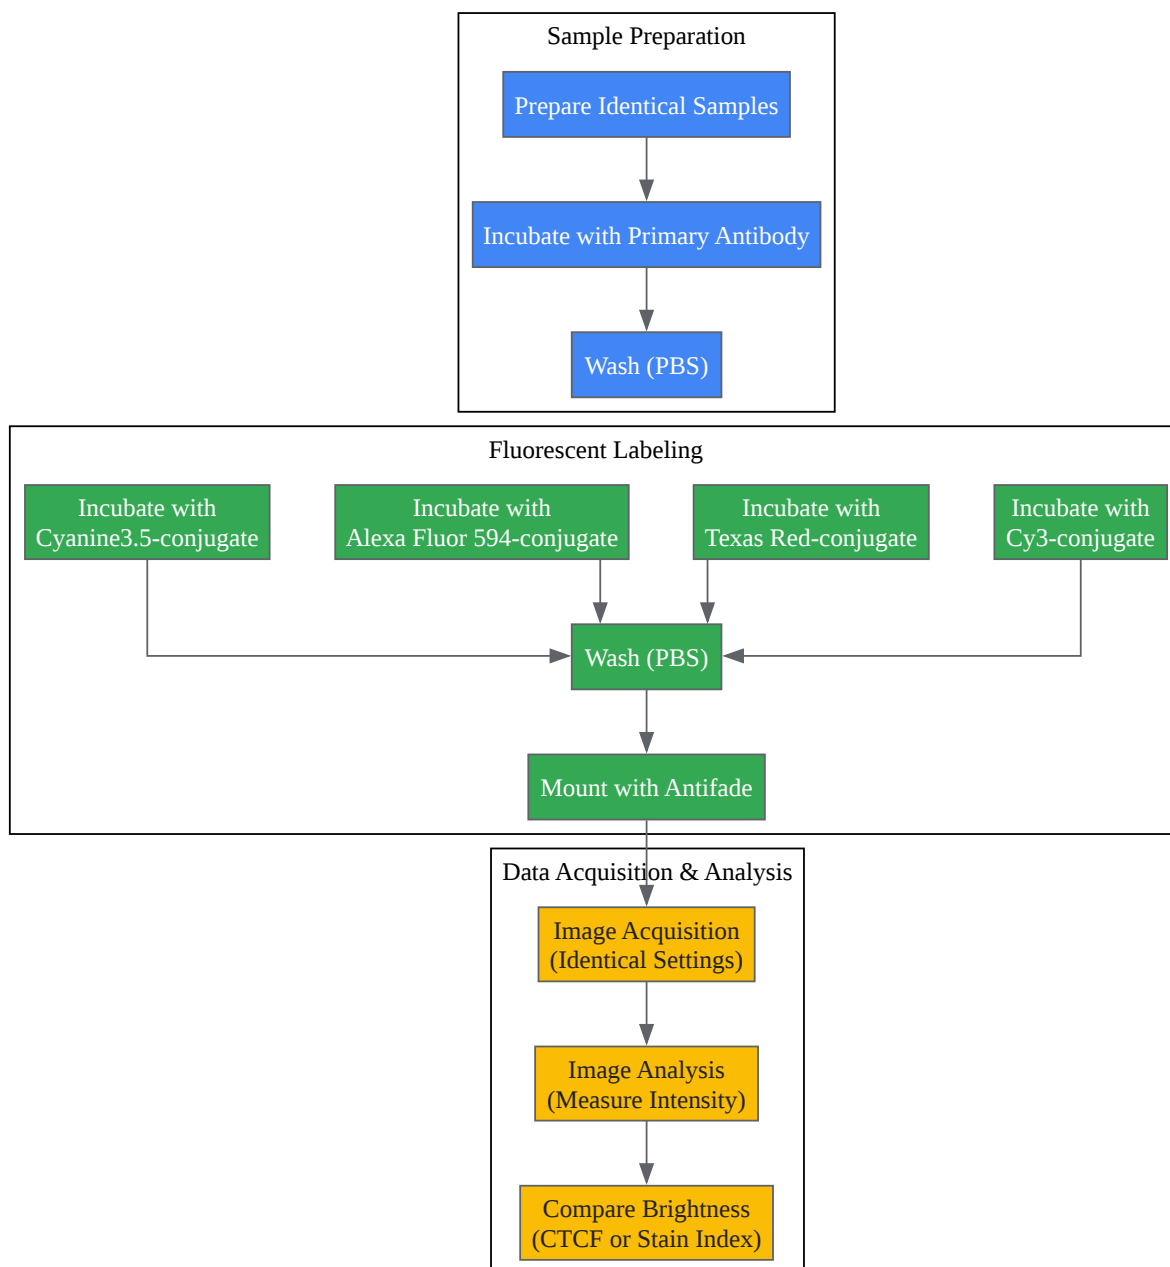 Sample Preparation
Prepare Identical Samples
Incubate with Primary Antibody
Wash (PBS)
Fluorescent Labeling
Incubate with
Cyanine3.5-conjugate
Incubate with
Alexa Fluor 594-conjugate
Incubate with
Texas Red-conjugate
Incubate with
Cy3-conjugate
Wash (PBS)
Mount with Antifade
Data Acquisition & Analysis
Image Acquisition
(Identical Settings)
Image Analysis
(Measure Intensity)
Compare Brightness
(CTCF or Stain Index)